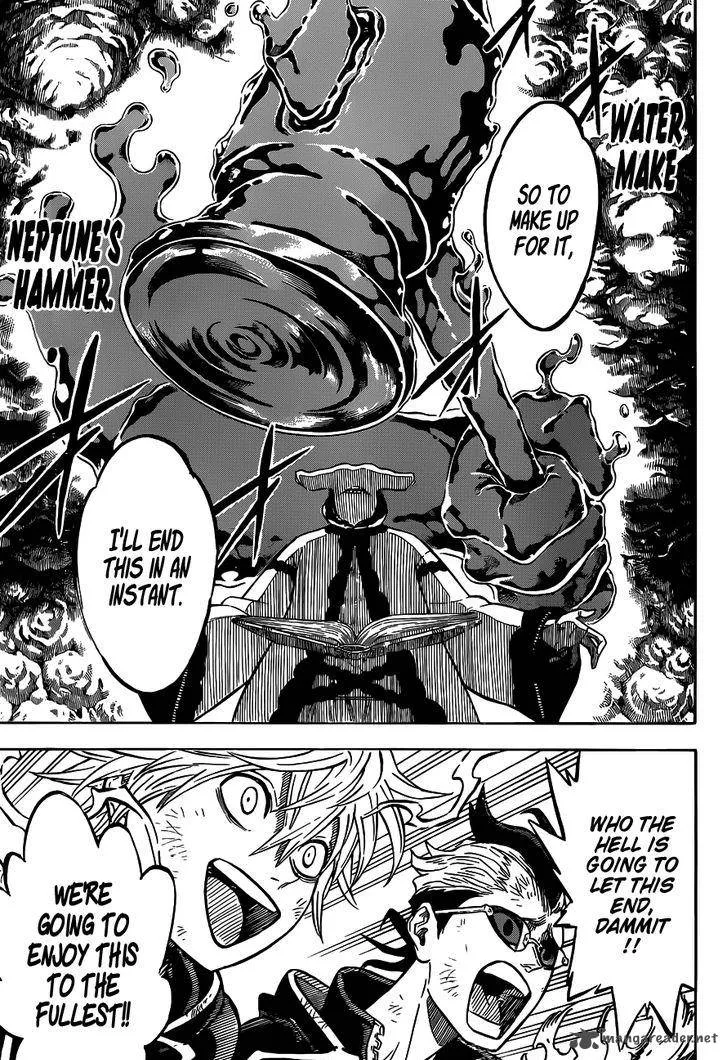 WATER
MAKE
SO TO
MAKE UP
FOR IT,
NEPTUNE'S
HAMMER.
I'LL END
THIS IN AN
INSTANT.
WHO THE
HELL IS
GOING TO
LET THIS
END,
DAMMIT
!!
WE'RE
GOING TO
ENJOY THIS
TO THE
FULLEST!!
mangareader.net